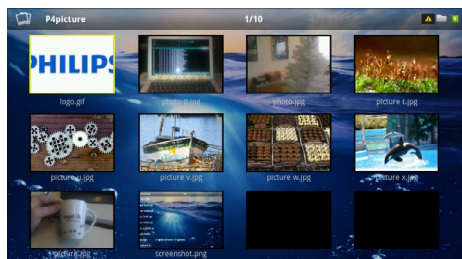 P4picture 1/10
PHILIPS
logo.gif photo 0.jpg photo.jpg picture t.jpg
picture u.jpg picture v.jpg picture w.jpg picture x.jpg
picture.jpg screenshot.png